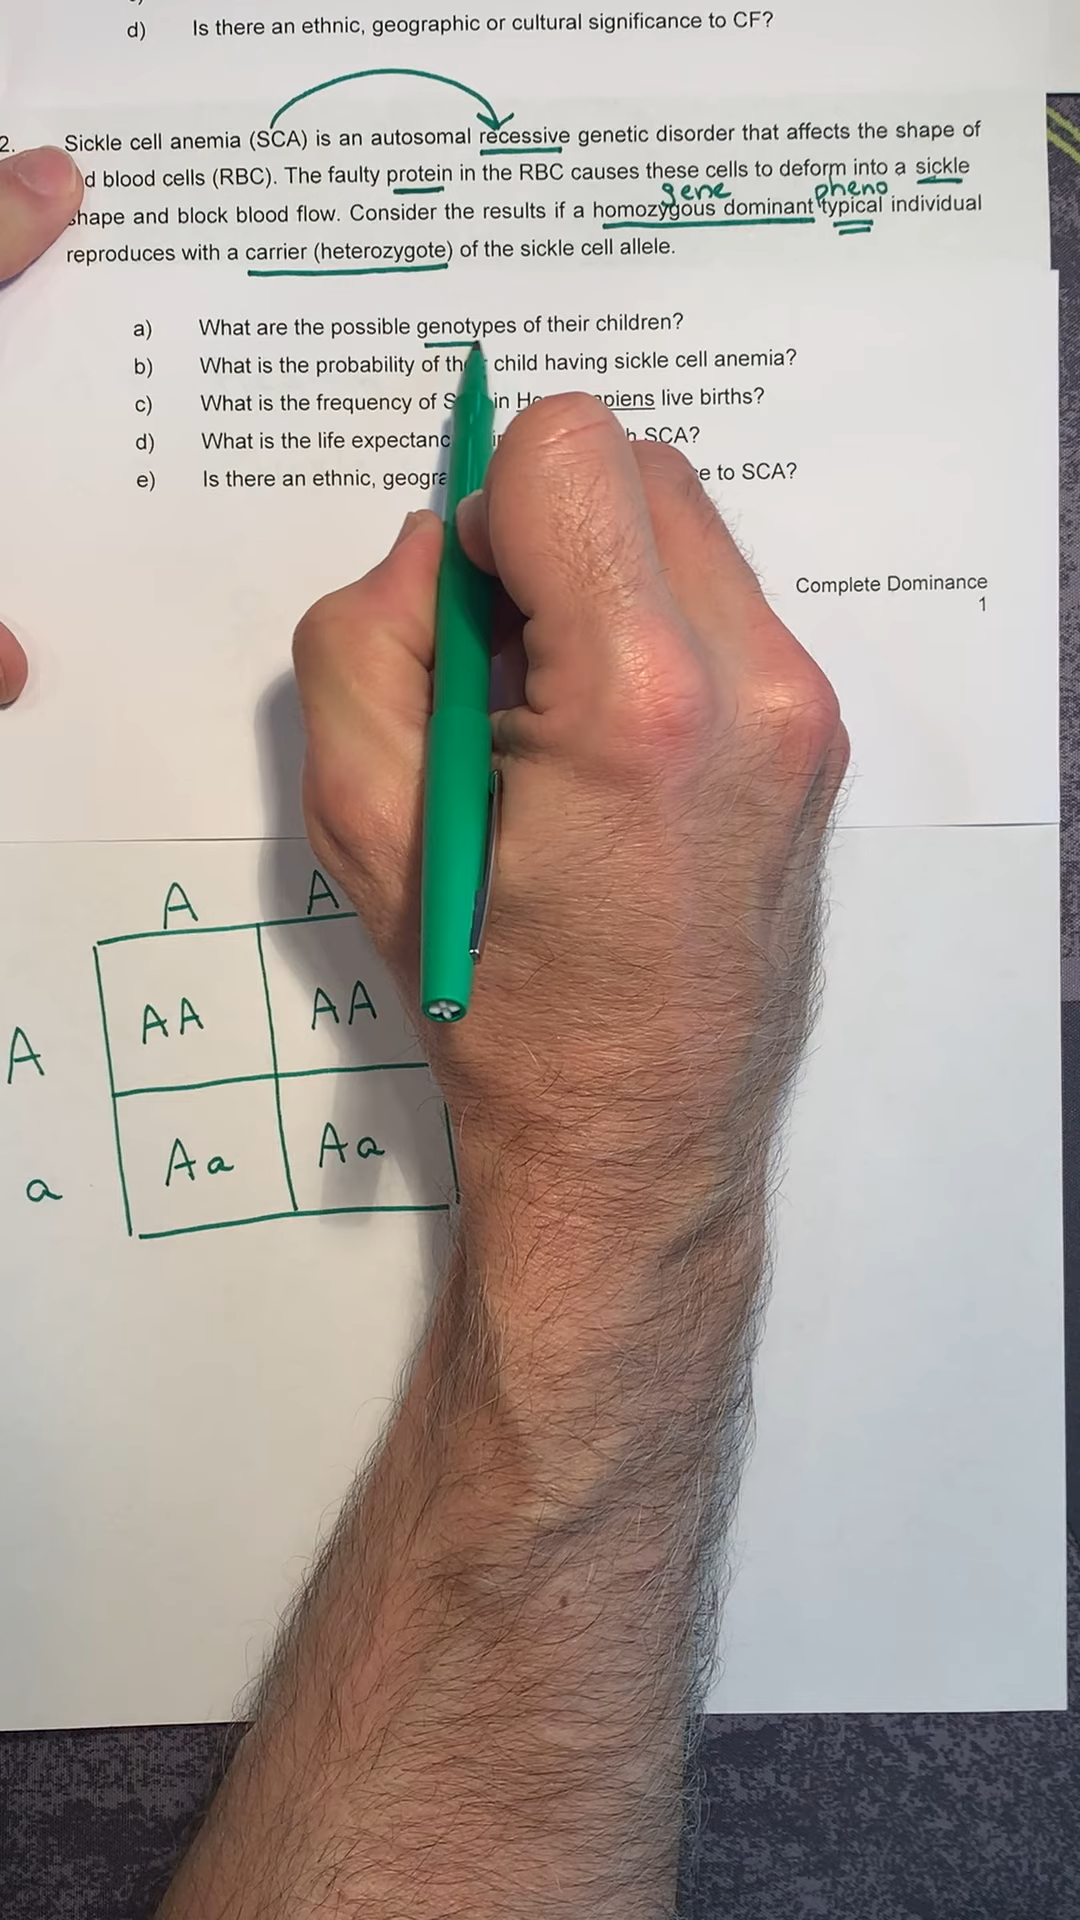 d) Is there an ethnic, geographic or cultural significance to CF?
2. Sickle cell anemia (SCA) is an autosomal recessive genetic disorder that affects the shape of
d blood cells (RBC). The faulty protein in the RBC causes these cells to deform into a sickle
gene pheno
shape and block blood flow. Consider the results if a homozygous dominant typical individual
reproduces with a carrier (heterozygote) of the sickle cell allele.
a) What are the possible genotypes of their children?
b) What is the probability of child having sickle cell anemia?
c) What is the frequency of in live births?
d) What is the life SCA?
e) Is there an ethnic, to SCA?
Complete Dominance
1
A A
A AA AA
a Aa Aa